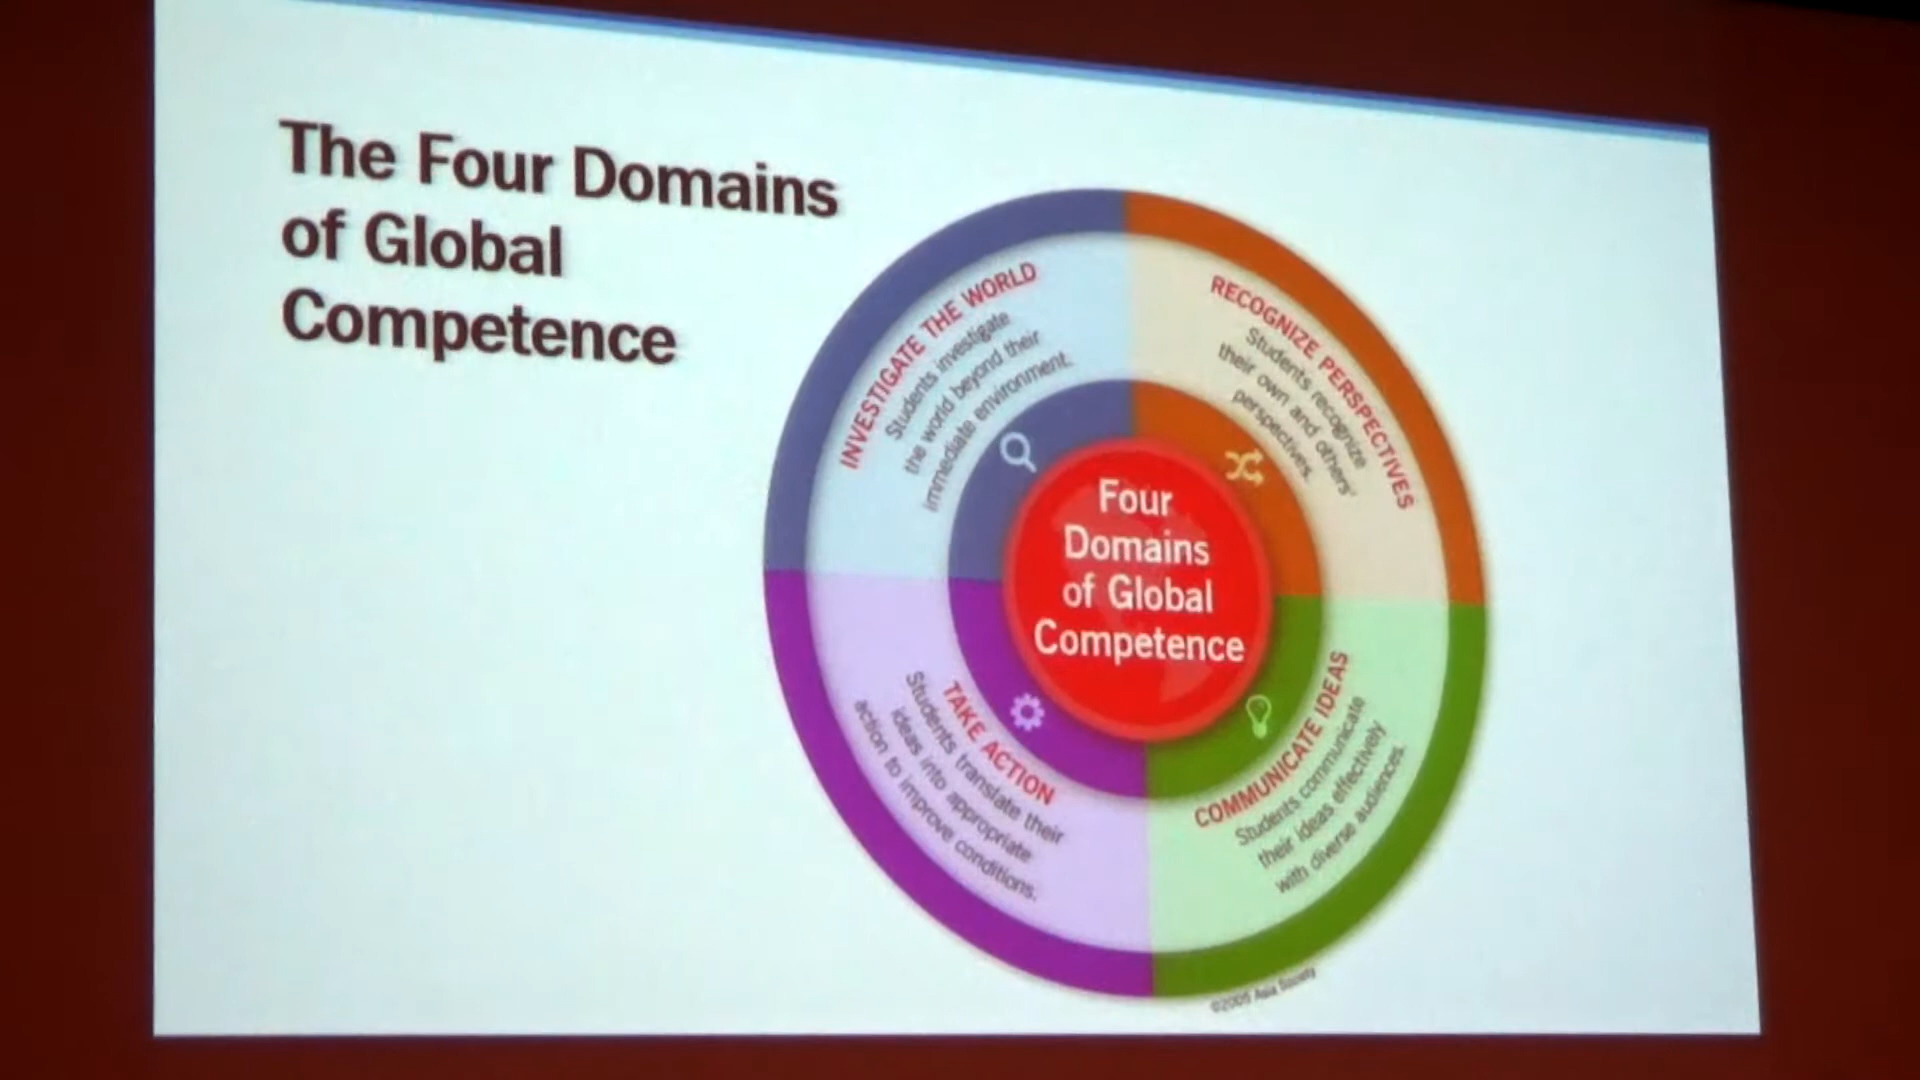 The Four Domains
of Global
Competence
INVESTIGATE THE WORLD
Students investigate
the world beyond their
immediate environment.
RECOGNIZE PERSPECTIVES
Students recognize
their own and others'
perspectives.
Four
Domains
of Global
Competence
TAKE ACTION
Students translate their
ideas into appropriate
action to improve conditions.
COMMUNICATE IDEAS
Students communicate
their ideas effectively
with diverse audiences.
©2005 Asia Society